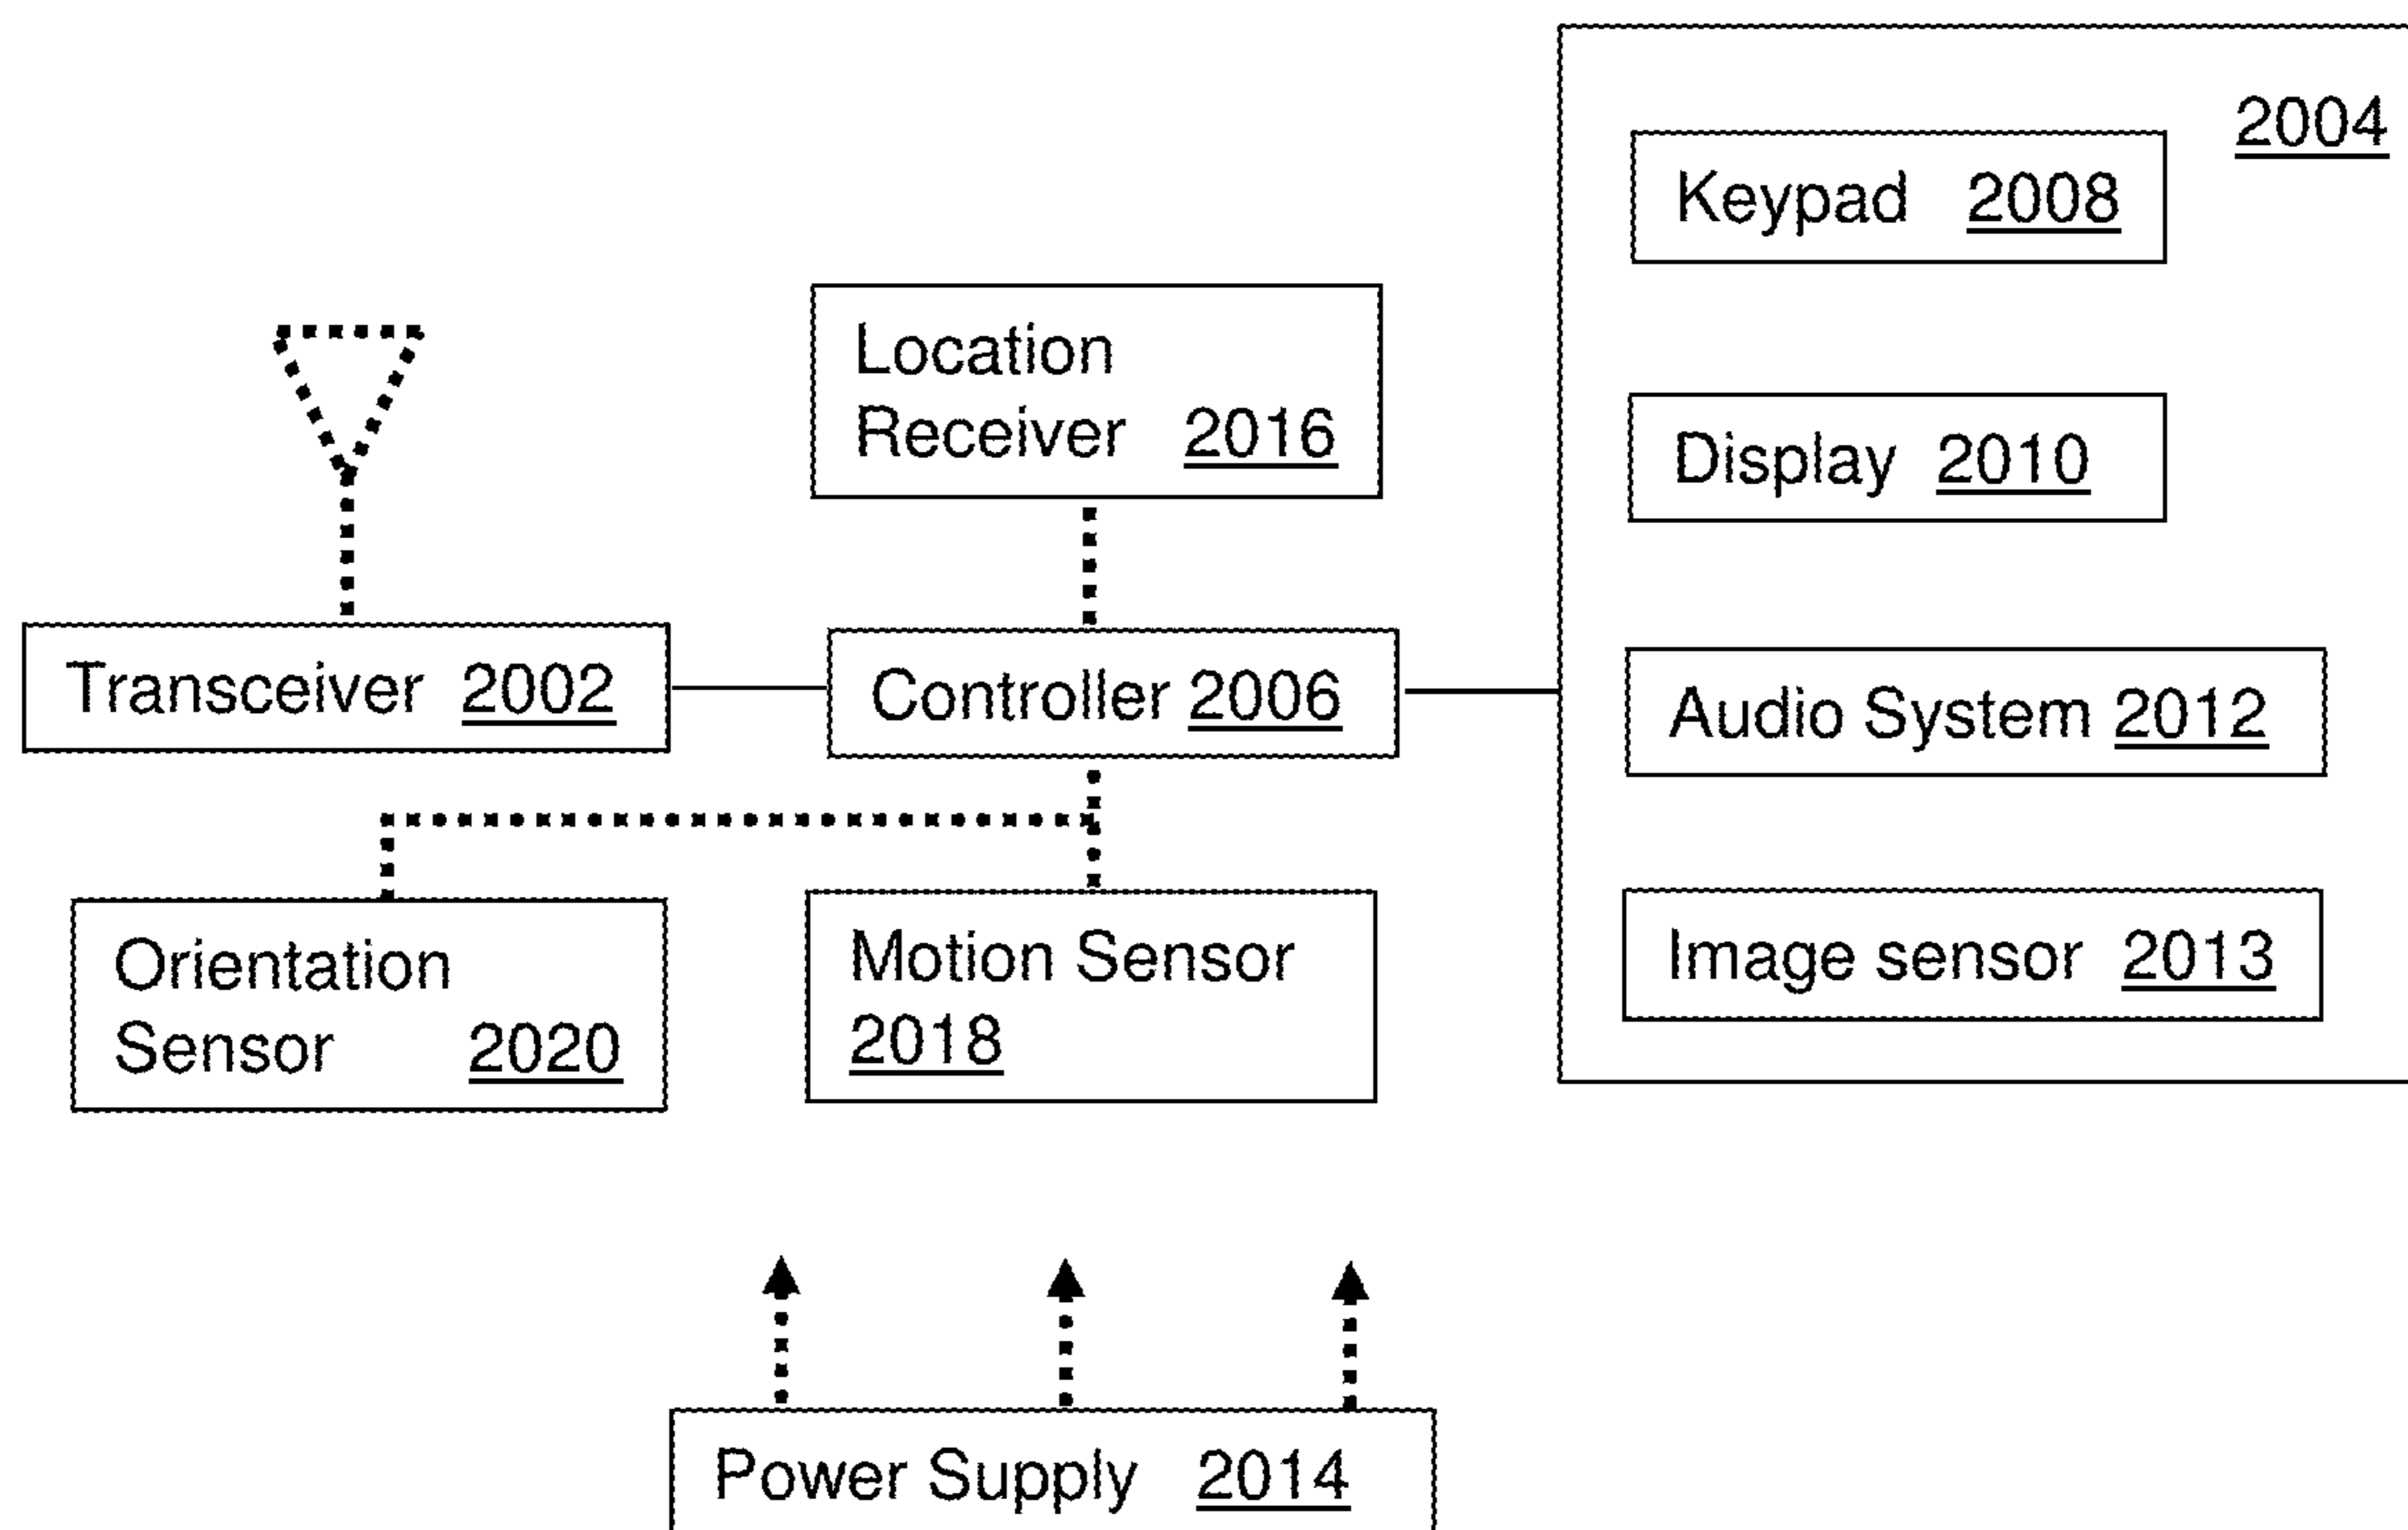 2004
Keypad 2008
Location
Receiver 2016
Display 2010
Transceiver 2002
Controller 2006
Audio System 2012
Orientation
Sensor 2020
Motion Sensor
2018
Image sensor 2013
Power Supply 2014